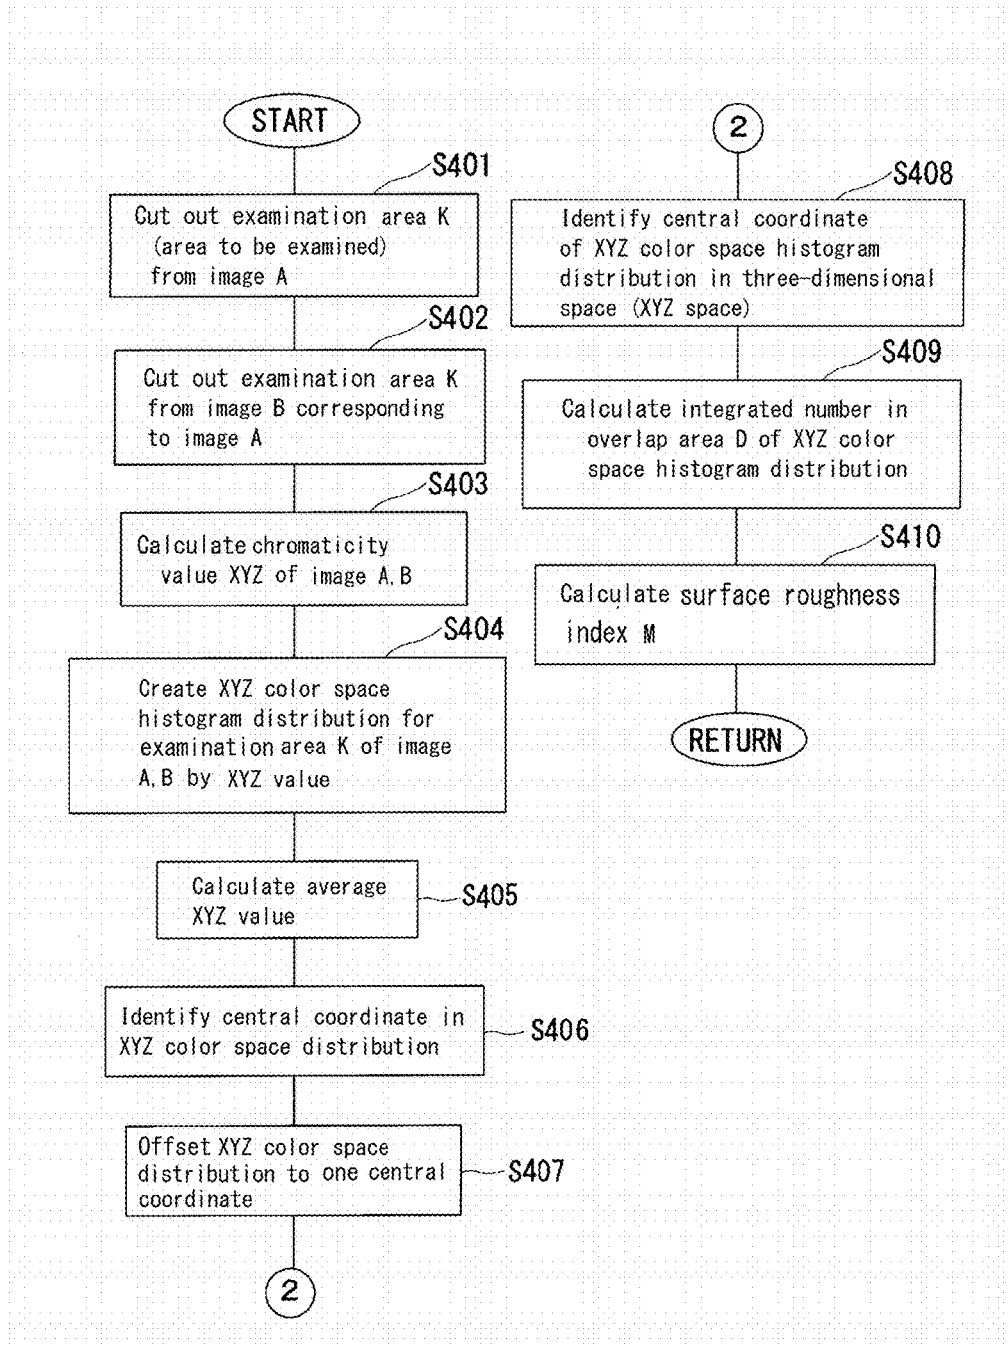 START
S401
Cut out examination area K
(area to be examined)
from image A
S402
Cut out examination area K
from image B corresponding
to image A
S403
Calculate chromaticity
value XYZ of image A,B
S404
Create XYZ color space
histogram distribution for
examination area K of image
A,B by XYZ value
Calculate average
XYZ value
S405
Identify central coordinate in
XYZ color space distribution
S406
Offset XYZ color space
distribution to one central
coordinate
S407
2
2
S408
Identify central coordinate
of XYZ color space histogram
distribution in three-dimensional
space (XYZ space)
S409
Calculate integrated number in
overlap area D of XYZ color
space histogram distribution
S410
Calculate surface roughness
index M
RETURN